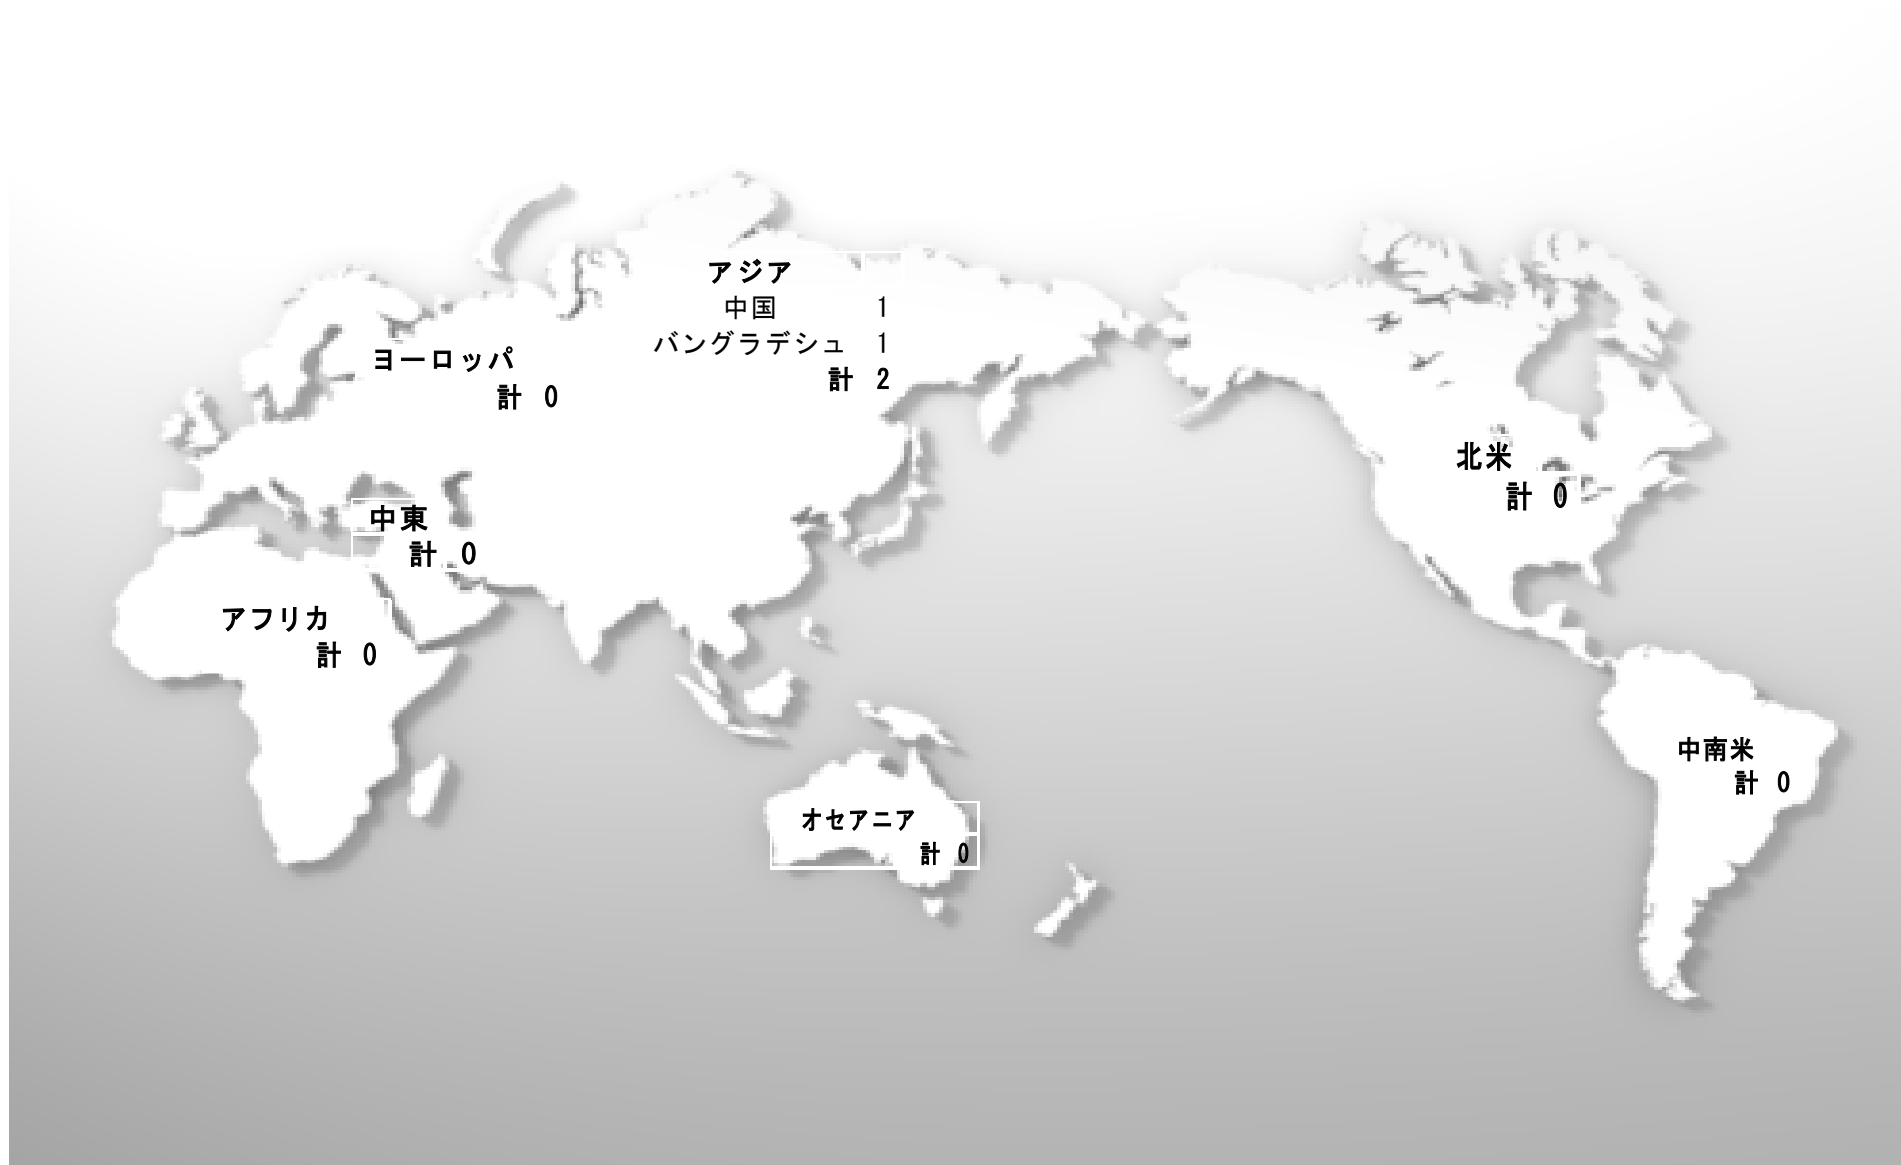 アジア
中国 1
バングラデシュ 1
計 2
ヨーロッパ
計 0
北米
計 0
中東
計 0
アフリカ
計 0
中南米
計 0
オセアニア
計 0